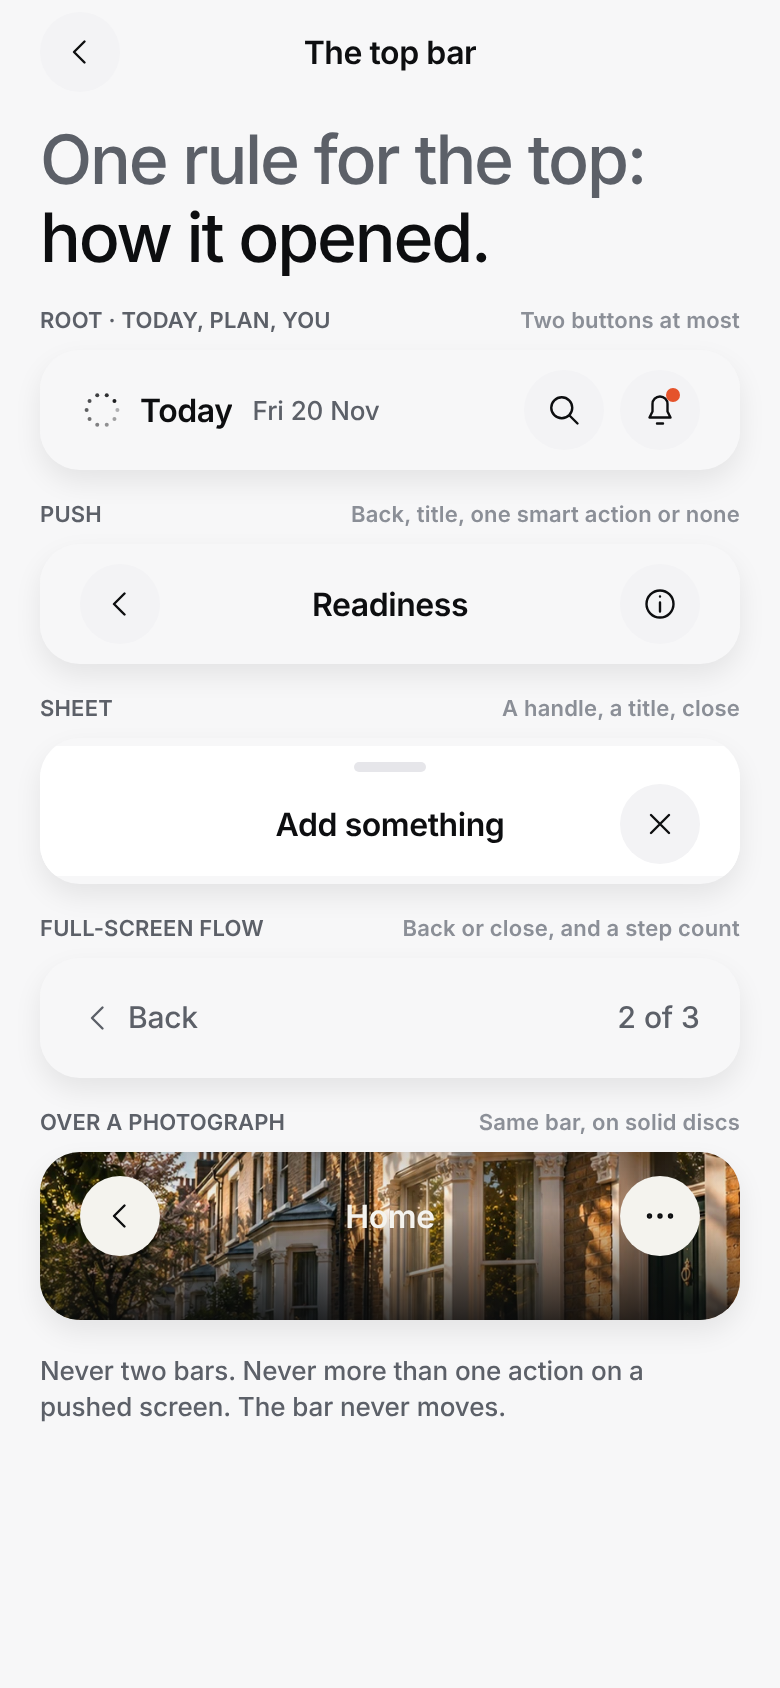 The top bar
One rule for the top:
how it opened.
ROOT · TODAY, PLAN, YOU
Two buttons at most
Today Fri 20 Nov
PUSH
Back, title, one smart action or none
Readiness
SHEET
A handle, a title, close
Add something
FULL-SCREEN FLOW
Back or close, and a step count
Back
2 of 3
OVER A PHOTOGRAPH
Same bar, on solid discs
Home
Never two bars. Never more than one action on a
pushed screen. The bar never moves.